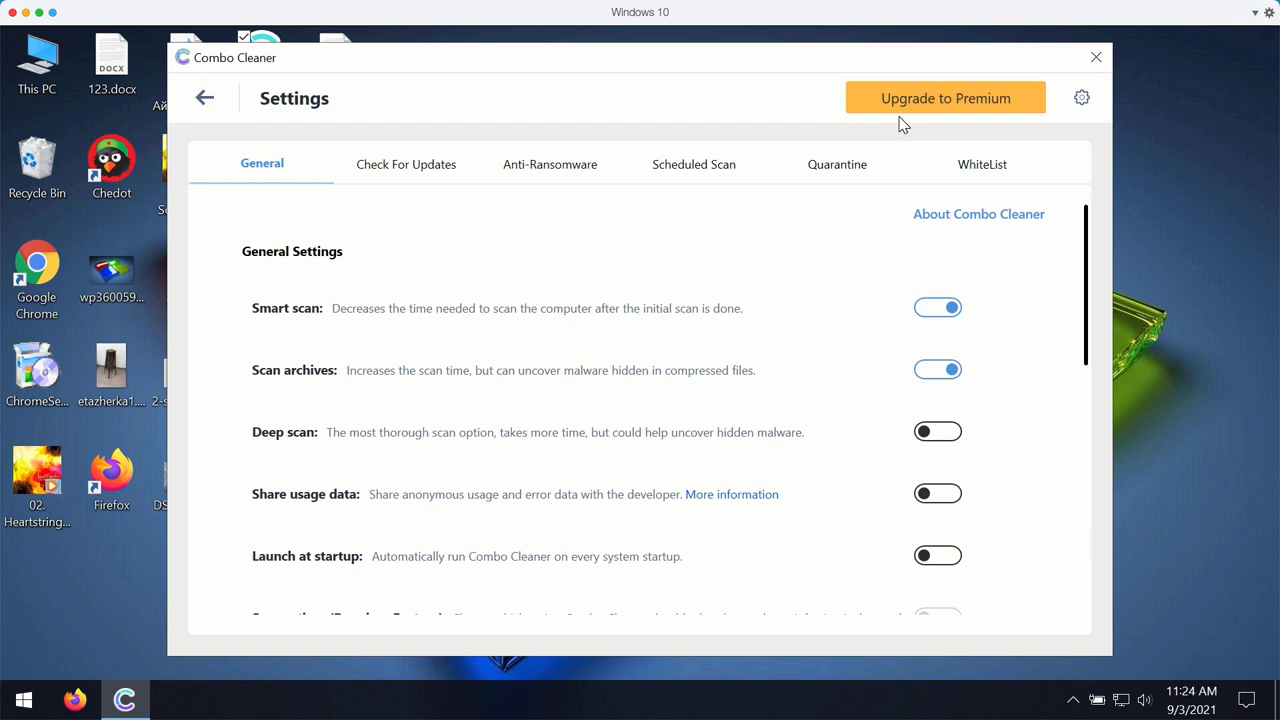 Windows 10
This PC
123.docx
DOCX
Recycle Bin
Chedot
Google
Chrome
wp360059...
ChromeSe...
etazherka1....
2-s
02.
Heartstring...
Firefox
Combo Cleaner
Settings
Upgrade to Premium
General
Check For Updates
Anti-Ransomware
Scheduled Scan
Quarantine
WhiteList
About Combo Cleaner
General Settings
Smart scan: Decreases the time needed to scan the computer after the initial scan is done.
Scan archives: Increases the scan time, but can uncover malware hidden in compressed files.
Deep scan: The most thorough scan option, takes more time, but could help uncover hidden malware.
Share usage data: Share anonymous usage and error data with the developer. More information
Launch at startup: Automatically run Combo Cleaner on every system startup.
11:24 AM
9/3/2021